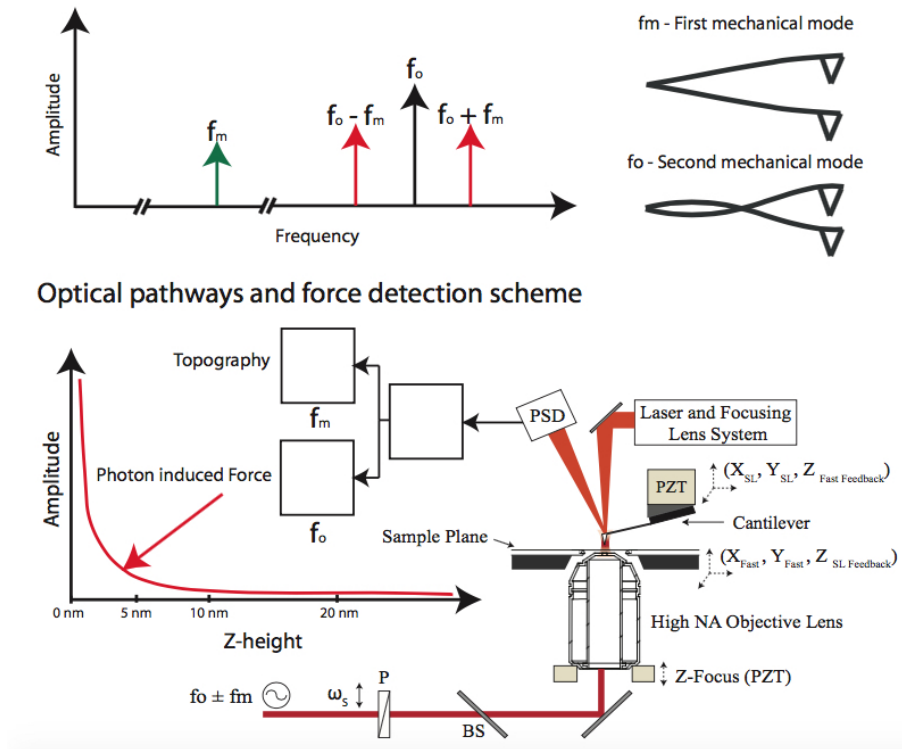 fm - First mechanical mode
Amplitude
fm
fo - fm
fo
fo + fm
fo - Second mechanical mode
Frequency
Optical pathways and force detection scheme
Topography
fm
fo
PSD
Laser and Focusing
Lens System
PZT
(XSL, YSL, Z Fast Feedback)
Cantilever
Amplitude
Photon induced Force
Sample Plane
(XFast, YFast, Z SL Feedback)
0 nm
5 nm
10 nm
20 nm
Z-height
High NA Objective Lens
Z-Focus (PZT)
fo ± fm
ωs
P
BS